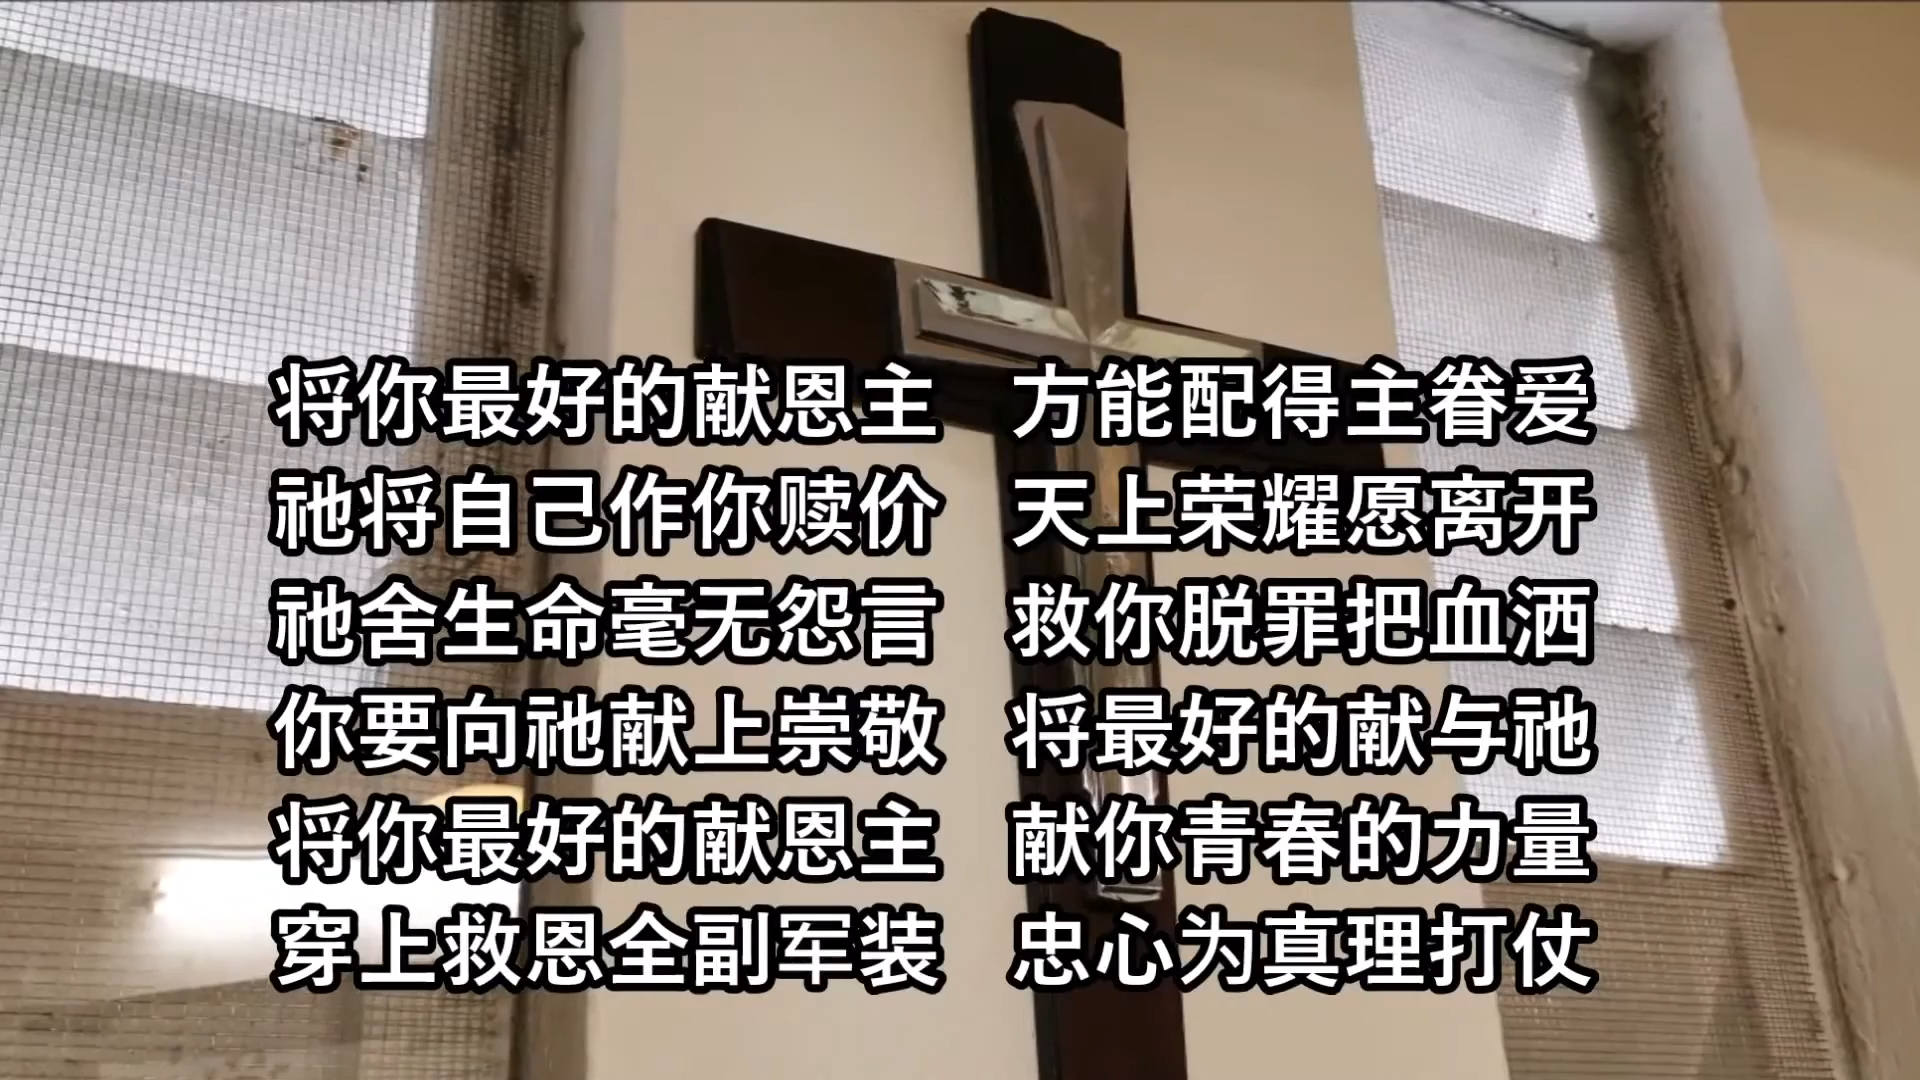 将你最好的献恩主 方能配得主眷爱
祂将自己作你赎价 天上荣耀愿离开
祂舍生命毫无怨言 救你脱罪把血洒
你要向祂献上崇敬 将最好的献与祂
将你最好的献恩主 献你青春的力量
穿上救恩全副军装 忠心为真理打仗